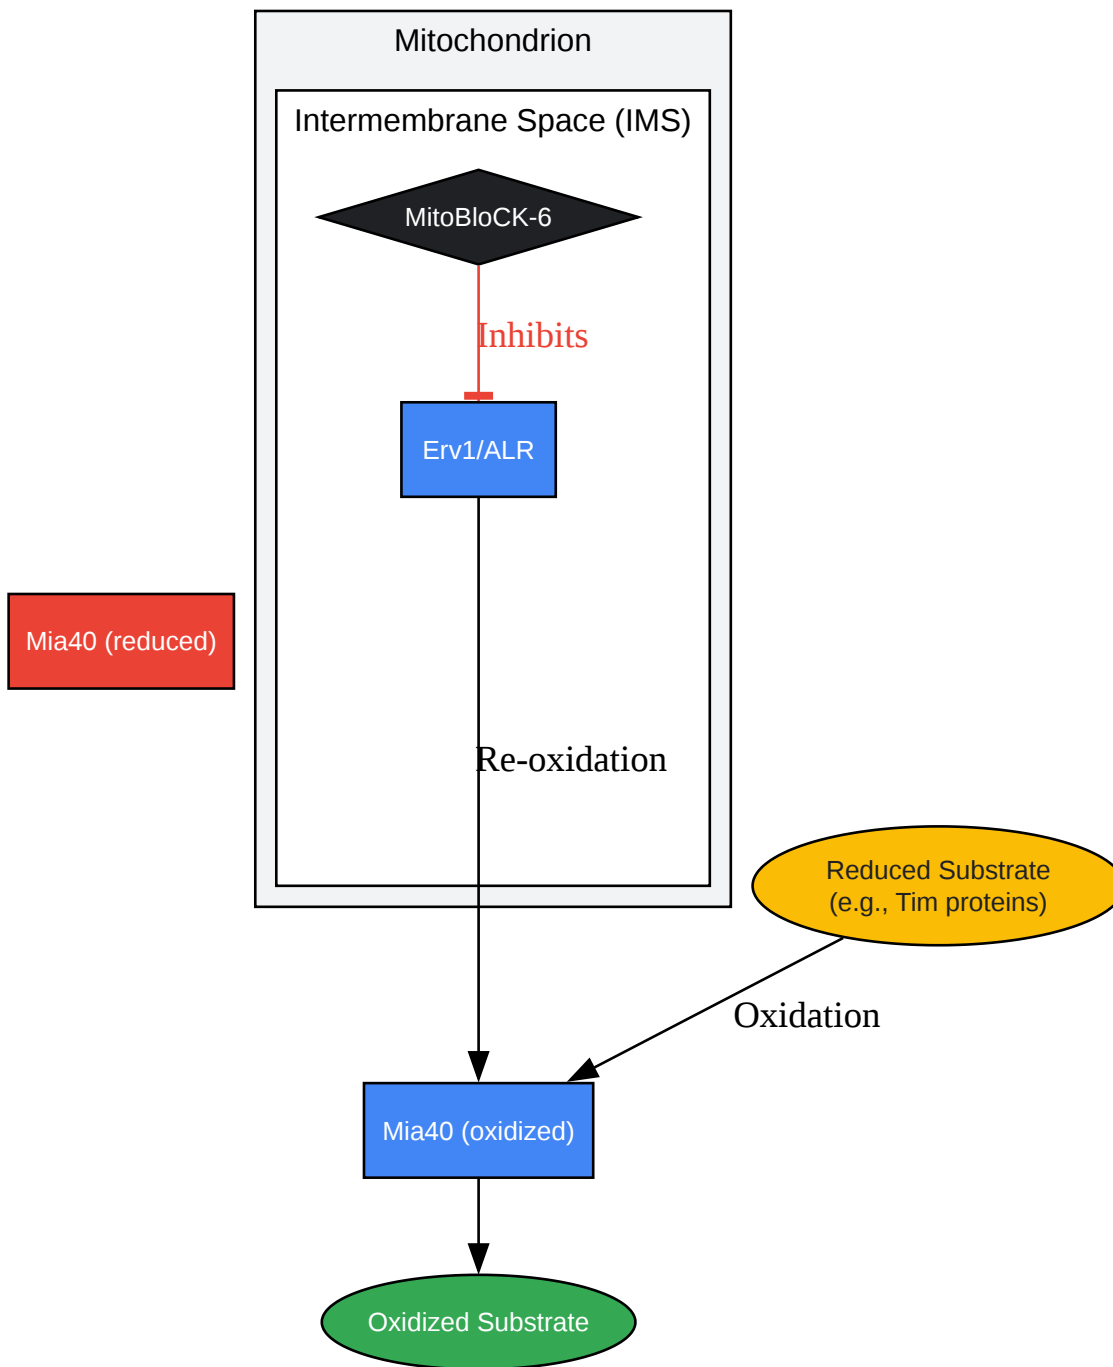 Mitochondrion
Intermembrane Space (IMS)
MitoBloCK-6
Inhibits
Erv1/ALR
Mia40 (reduced)
Re-oxidation
Reduced Substrate
(e.g., Tim proteins)
Oxidation
Mia40 (oxidized)
Oxidized Substrate